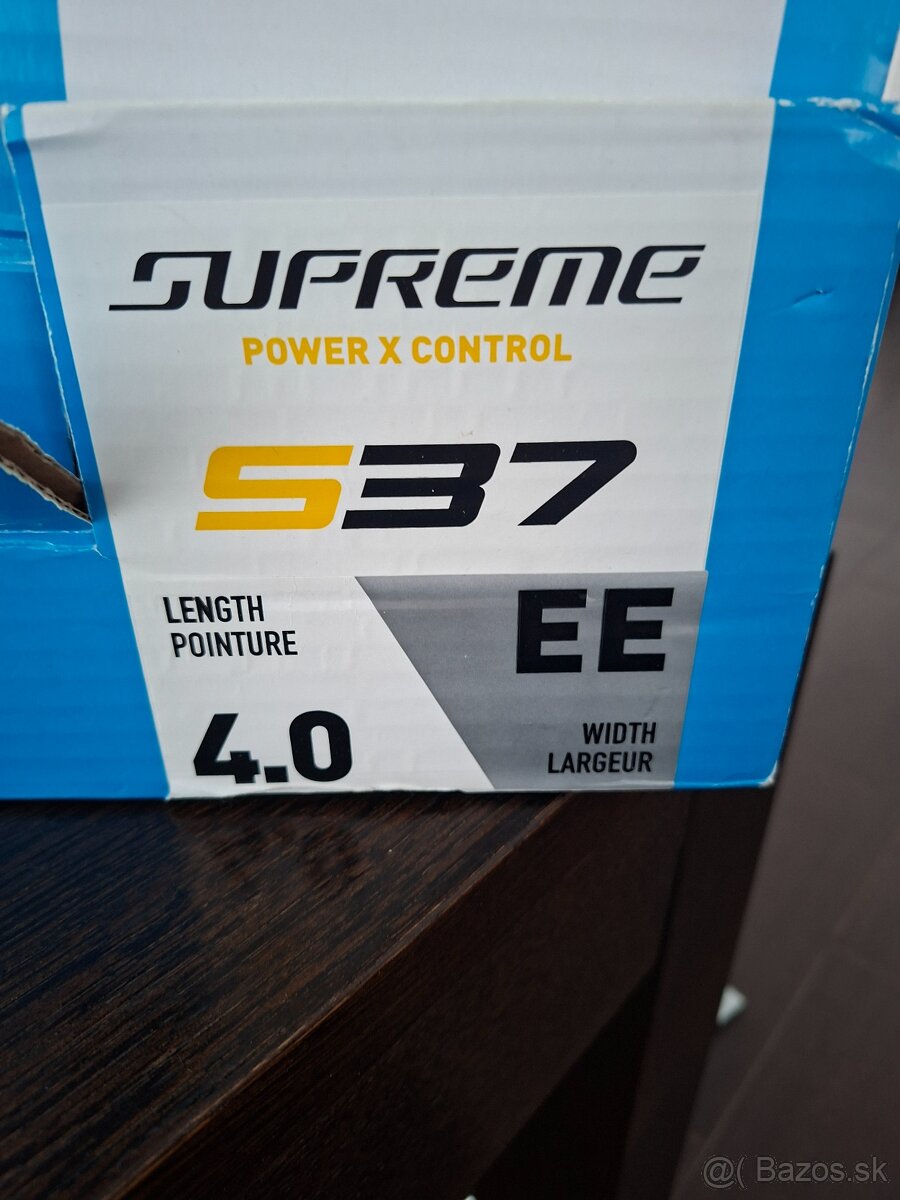 SUPREME
POWER X CONTROL
S37
LENGTH
POINTURE
EE
4.0
WIDTH
LARGEUR
@( Bazos.sk